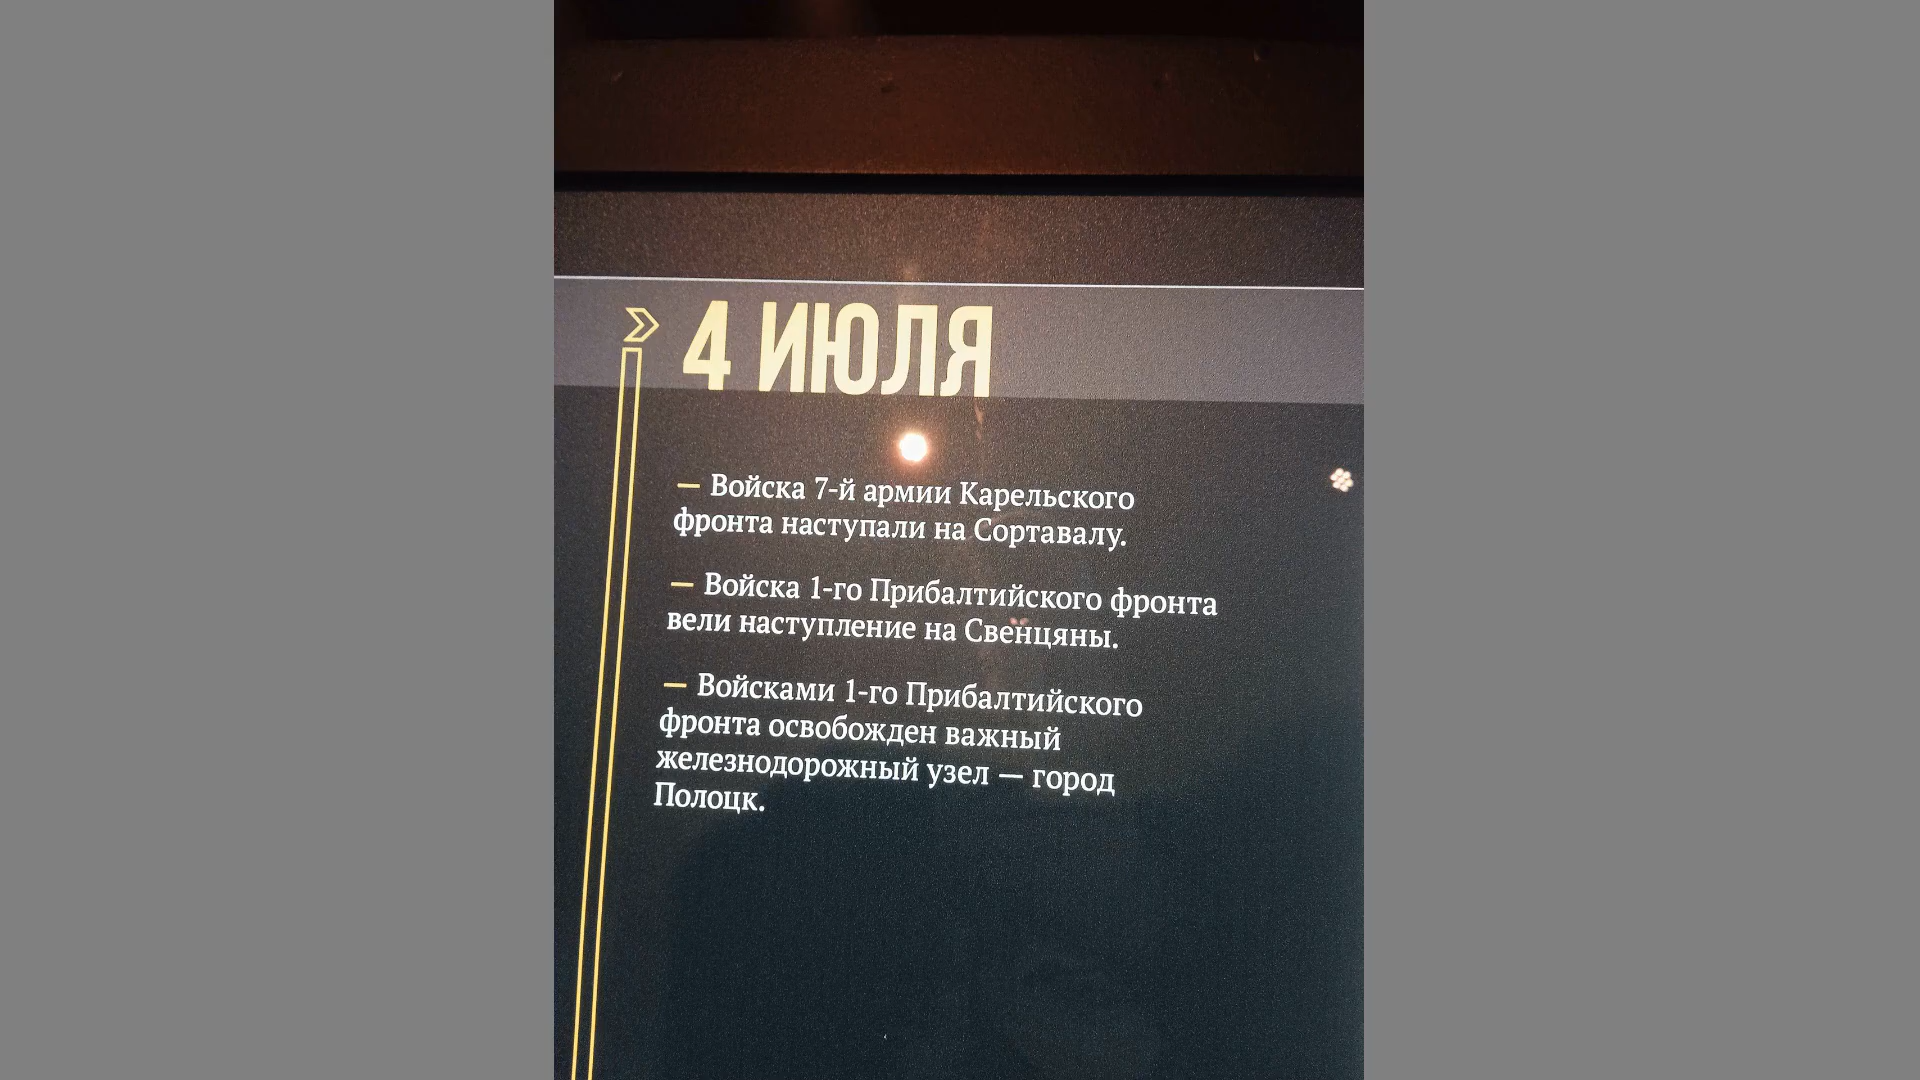 4 ИЮЛЯ
— Войска 7-й армии Карельского
фронта наступали на Сортавалу.
— Войска 1-го Прибалтийского фронта
вели наступление на Свенцяны.
— Войсками 1-го Прибалтийского
фронта освобожден важный
железнодорожный узел — город
Полоцк.